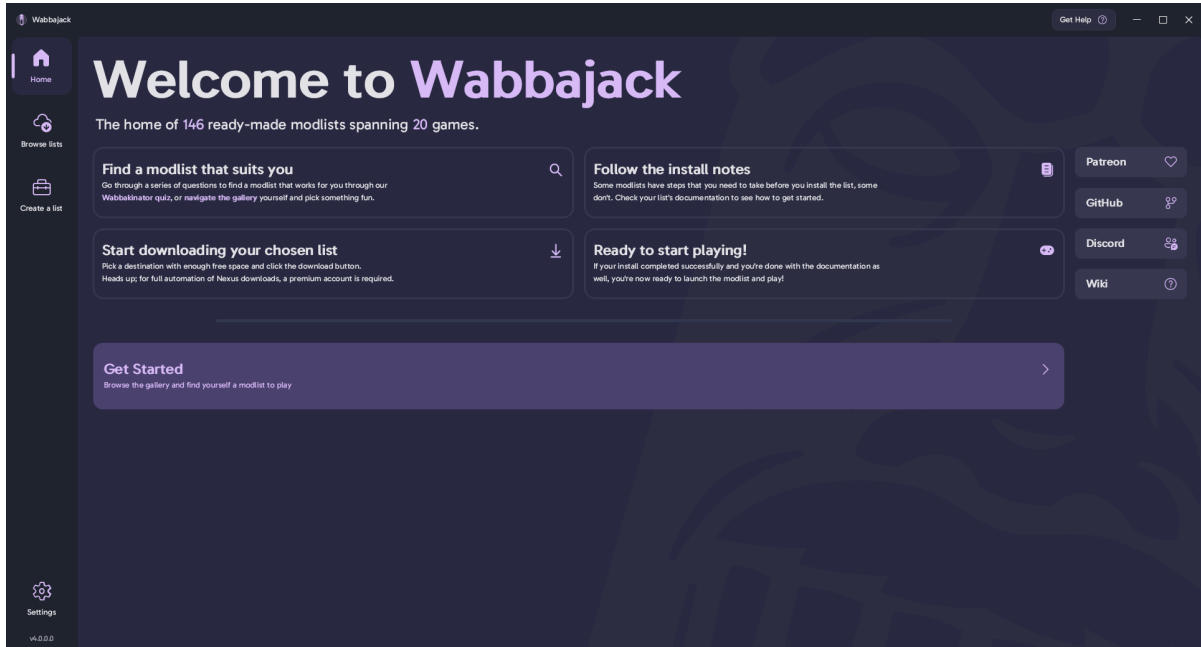 Wabbajack
Get Help
Home
Browse lists
Create a list
Settings
v4.0.0.0
Welcome to Wabbajack
The home of 146 ready-made modlists spanning 20 games.
Find a modlist that suits you
Go through a series of questions to find a modlist that works for you through our
Wabbakinator quiz, or navigate the gallery yourself and pick something fun.
Follow the install notes
Some modlists have steps that you need to take before you install the list, some
don't. Check your list's documentation to see how to get started.
Start downloading your chosen list
Pick a destination with enough free space and click the download button.
Heads up; for full automation of Nexus downloads, a premium account is required.
Ready to start playing!
If your install completed successfully and you're done with the documentation as
well, you're now ready to launch the modlist and play!
Patreon
GitHub
Discord
Wiki
Get Started
Browse the gallery and find yourself a modlist to play